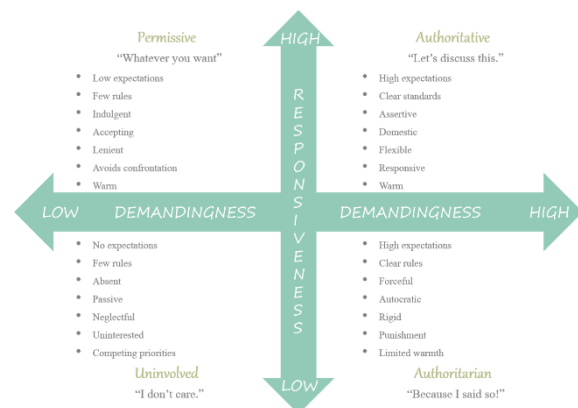 Permissive
"Whatever you want"
• Low expectations
• Few rules
• Indulgent
• Accepting
• Lenient
• Avoids confrontation
• Warm
HIGH
RESPONSIVENESS
LOW
Authoritative
"Let's discuss this."
• High expectations
• Clear standards
• Assertive
• Domestic
• Flexible
• Responsive
• Warm
LOW DEMANDINGNESS DEMANDINGNESS HIGH
• No expectations
• Few rules
• Absent
• Passive
• Neglectful
• Uninterested
• Competing priorities
Uninvolved
"I don't care."
• High expectations
• Clear rules
• Forceful
• Autocratic
• Rigid
• Punishment
• Limited warmth
Authoritarian
"Because I said so!"